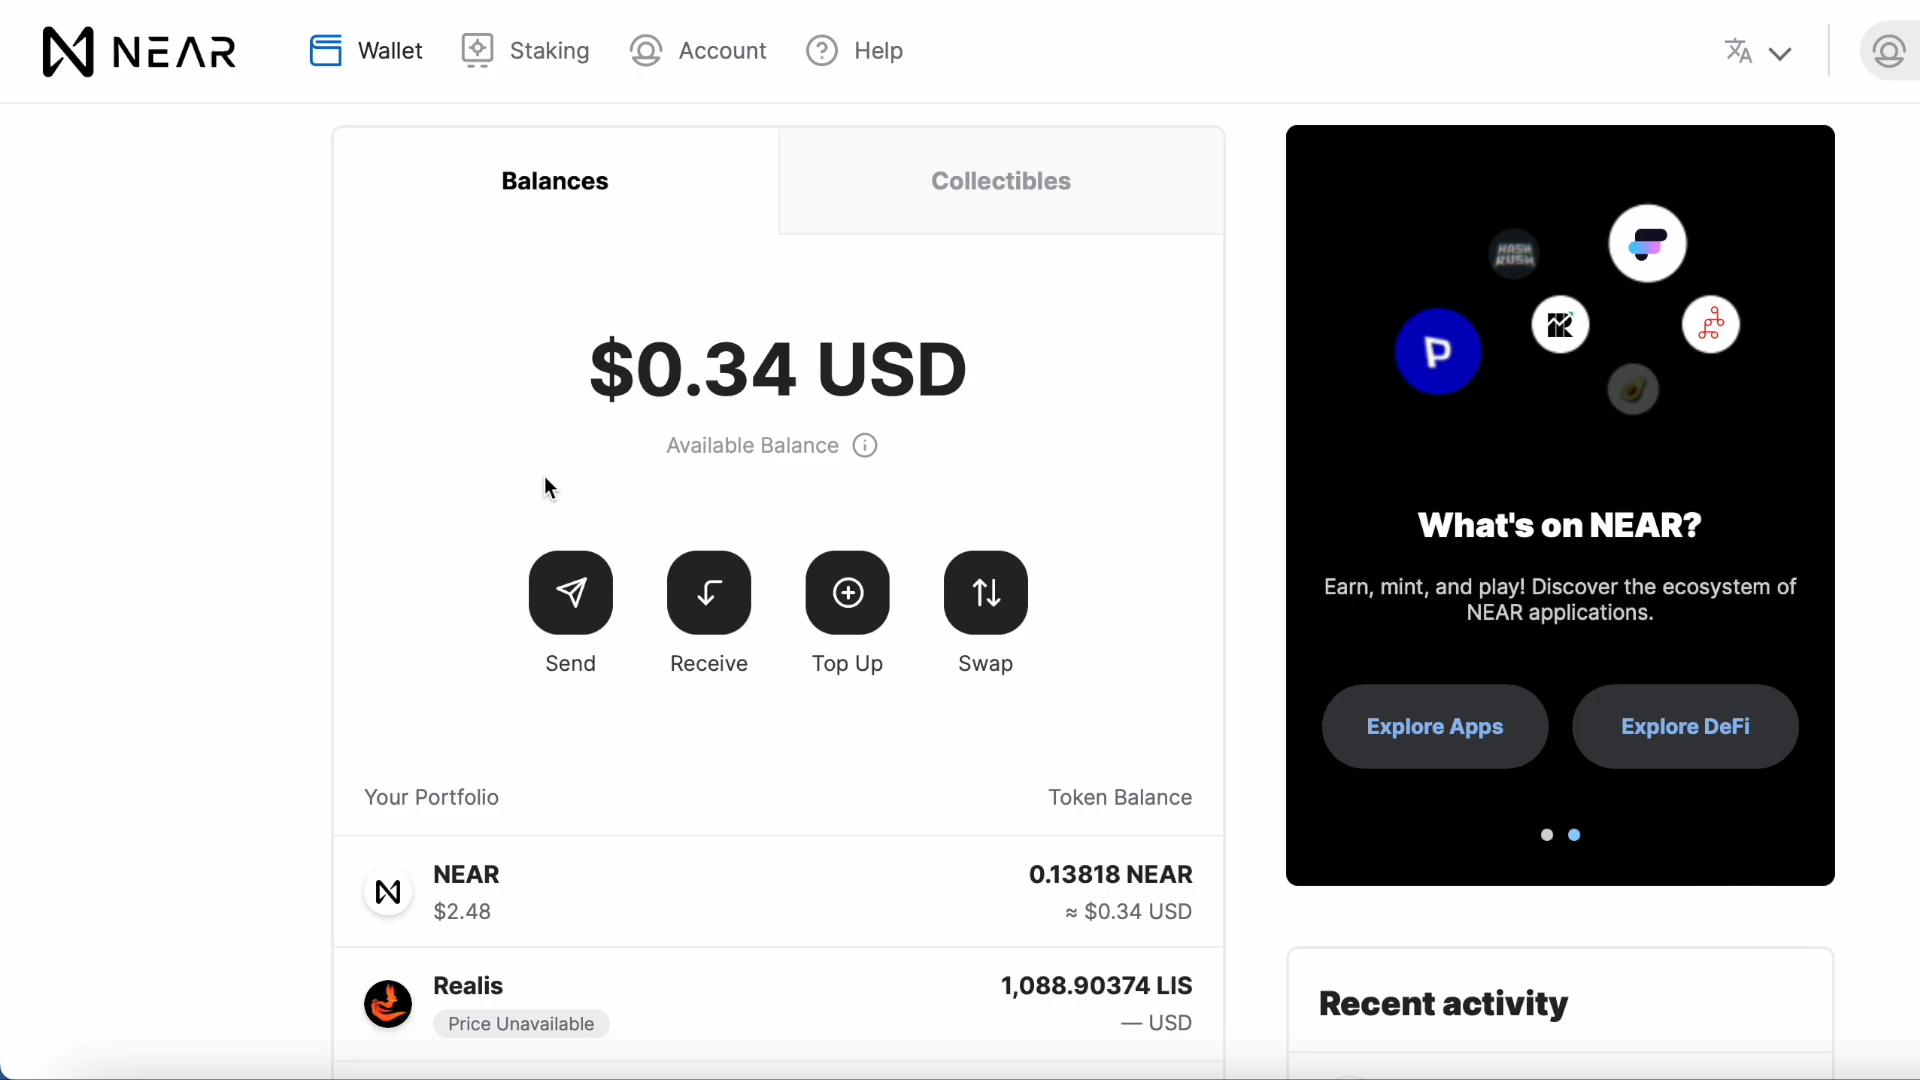 NEAR
Wallet
Staking
Account
Help
Balances
Collectibles
$0.34 USD
Available Balance
Send
Receive
Top Up
Swap
Your Portfolio
Token Balance
NEAR
0.13818 NEAR
$2.48
≈ $0.34 USD
Realis
1,088.90374 LIS
Price Unavailable
— USD
HASH
RUSH
P
What's on NEAR?
Earn, mint, and play! Discover the ecosystem of
NEAR applications.
Explore Apps
Explore DeFi
Recent activity